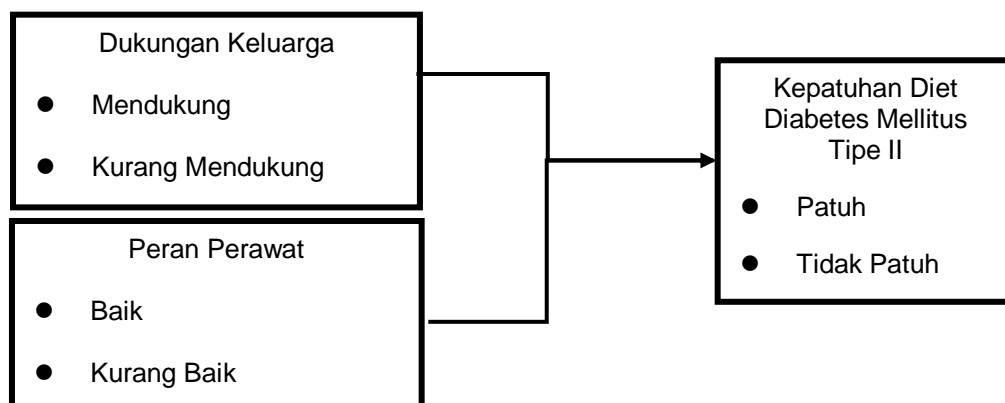 Dukungan Keluarga
● Mendukung
● Kurang Mendukung
Peran Perawat
● Baik
● Kurang Baik
Kepatuhan Diet
Diabetes Mellitus
Tipe II
● Patuh
● Tidak Patuh